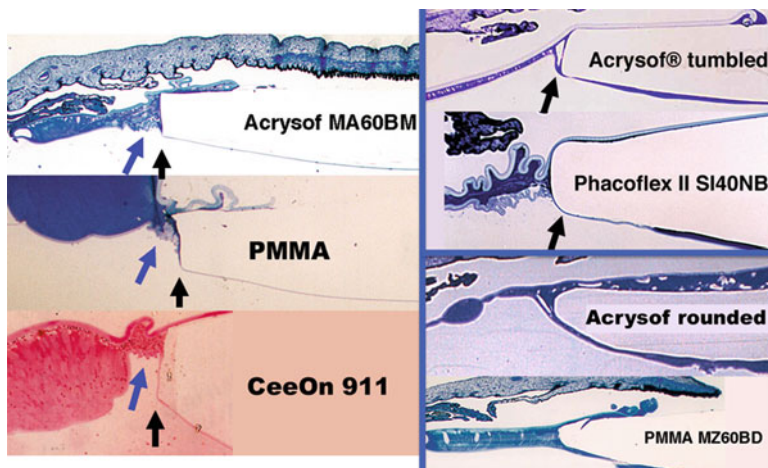 Acrysof MA60BM
PMMA
CeeOn 911
Acrysof® tumbled
Phacoflex II SI40NB
Acrysof rounded
PMMA MZ60BD